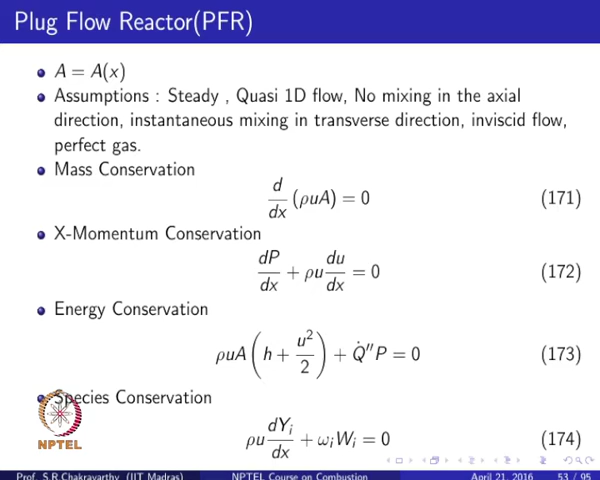 Plug Flow Reactor(PFR)
A = A(x)
Assumptions : Steady , Quasi 1D flow, No mixing in the axial
direction, instantaneous mixing in transverse direction, inviscid flow,
perfect gas.
Mass Conservation
d/dx (ρuA) = 0 (171)
X-Momentum Conservation
dP/dx + ρu du/dx = 0 (172)
Energy Conservation
ρuA (h + u²/2) + Q̇″P = 0 (173)
Species Conservation
ρu dYᵢ/dx + ωᵢWᵢ = 0 (174)
NPTEL
Prof. S.R.Chakravarthy (IIT Madras) NPTEL Course on Combustion April 21, 2016 53 / 95